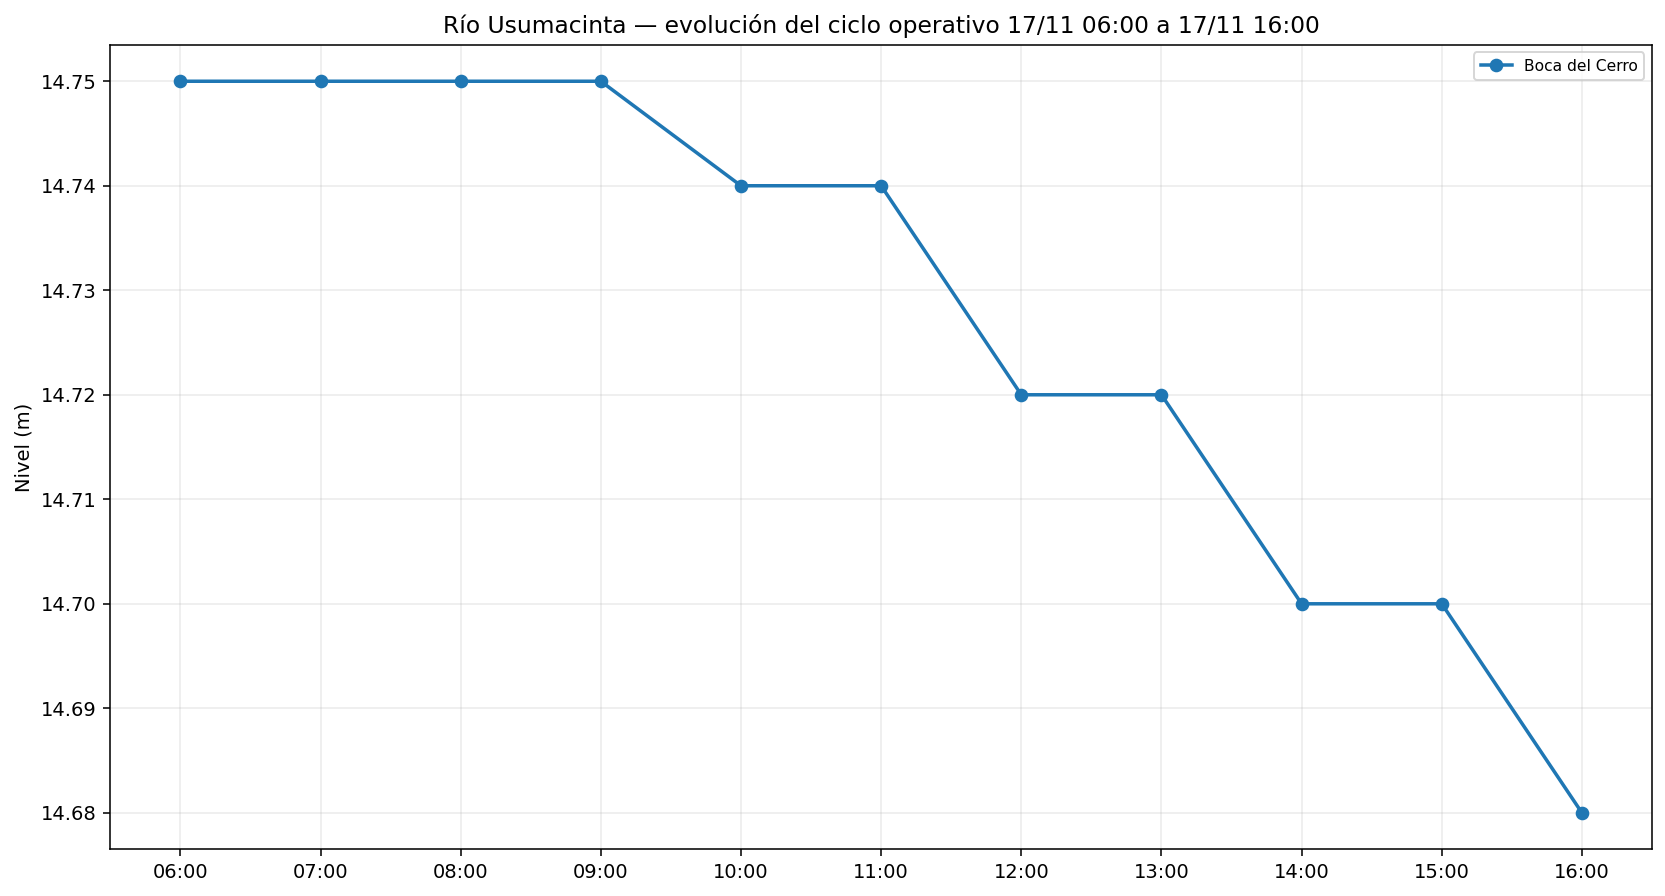 Río Usumacinta — evolución del ciclo operativo 17/11 06:00 a 17/11 16:00
Boca del Cerro
Nivel (m)
14.75
14.74
14.73
14.72
14.71
14.70
14.69
14.68
06:00 07:00 08:00 09:00 10:00 11:00 12:00 13:00 14:00 15:00 16:00